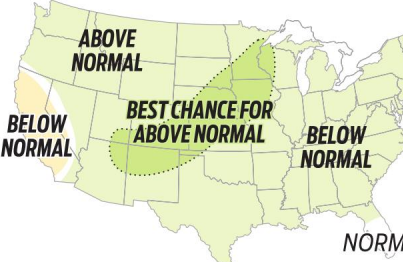 ABOVE
NORMAL
BEST CHANCE FOR
ABOVE NORMAL
BELOW
NORMAL
BELOW
NORMAL
NORM